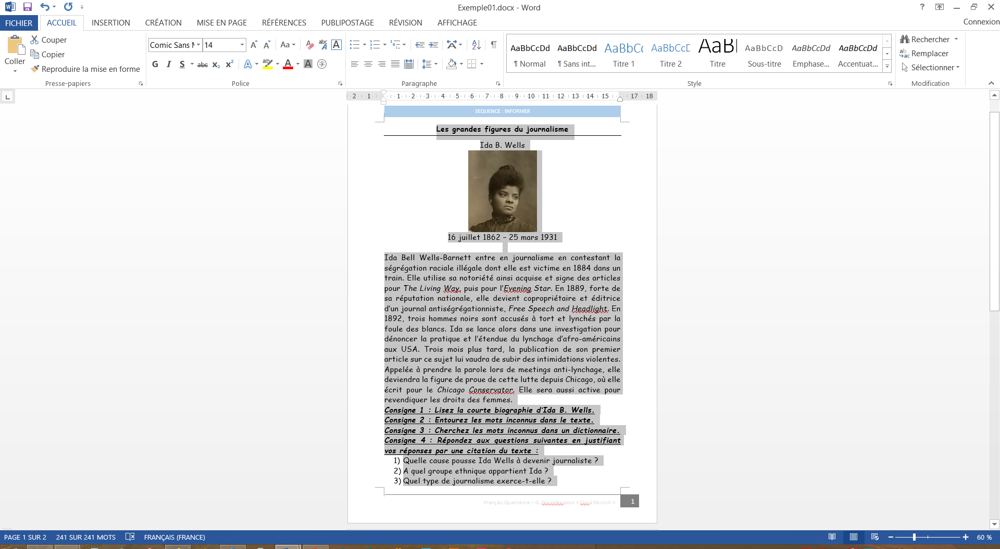 Exemple01.docx - Word
?
FICHIER ACCUEIL INSERTION CRÉATION MISE EN PAGE RÉFÉRENCES PUBLIPOSTAGE RÉVISION AFFICHAGE Connexion
Coller
Couper
Copier
Reproduire la mise en forme
Presse-papiers
Comic Sans M 14
Aa
G I S abc X₂ X²
Police
Paragraphe
AaBbCcDd AaBbCcDd AaBbCc AaBbCcD AaBl AaBbCcD AaBbCcDd AaBbCcDd
¶ Normal ¶ Sans int... Titre 1 Titre 2 Titre Sous-titre Emphase... Accentuat...
Style
Rechercher
Remplacer
Sélectionner
Modification
2 1 1 2 3 4 5 6 7 8 9 10 11 12 13 14 15 17 18
SEQUENCE : INFORMER
Les grandes figures du journalisme
Ida B. Wells
16 juillet 1862 – 25 mars 1931
Ida Bell Wells-Barnett entre en journalisme en contestant la
ségrégation raciale illégale dont elle est victime en 1884 dans un
train. Elle utilise sa notoriété ainsi acquise et signe des articles
pour The Living Way, puis pour l’Evening Star. En 1889, forte de
sa réputation nationale, elle devient copropriétaire et éditrice
d’un journal antiségrégationniste, Free Speech and Headlight. En
1892, trois hommes noirs sont accusés à tort et lynchés par la
foule des blancs. Ida se lance alors dans une investigation pour
dénoncer la pratique et l’étendue du lynchage d’afro-américains
aux USA. Trois mois plus tard, la publication de son premier
article sur ce sujet lui vaudra de subir des intimidations violentes.
Appelée à prendre la parole lors de meetings anti-lynchage, elle
deviendra la figure de proue de cette lutte depuis Chicago, où elle
écrit pour le Chicago Conservator. Elle sera aussi active pour
revendiquer les droits des femmes.
Consigne 1 : Lisez la courte biographie d’Ida B. Wells.
Consigne 2 : Entourez les mots inconnus dans le texte.
Consigne 3 : Cherchez les mots inconnus dans un dictionnaire.
Consigne 4 : Répondez aux questions suivantes en justifiant
vos réponses par une citation du texte :
1) Quelle cause pousse Ida Wells à devenir journaliste ?
2) A quel groupe ethnique appartient Ida ?
3) Quel type de journalisme exerce-t-elle ?
Français Quatrième – G. Gorzotka pour « Dys à Munich » 1
PAGE 1 SUR 2 241 SUR 241 MOTS FRANÇAIS (FRANCE) 60 %